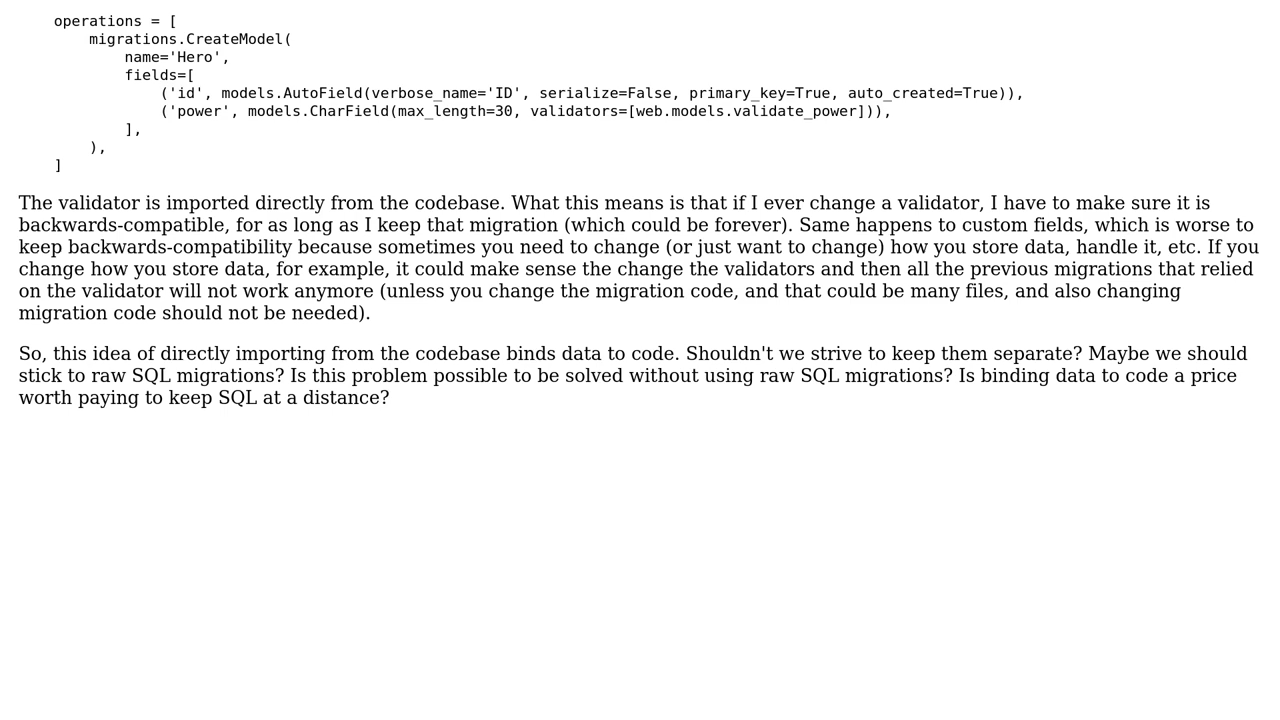 operations = [
    migrations.CreateModel(
        name='Hero',
        fields=[
            ('id', models.AutoField(verbose_name='ID', serialize=False, primary_key=True, auto_created=True)),
            ('power', models.CharField(max_length=30, validators=[web.models.validate_power])),
        ],
    ),
]
The validator is imported directly from the codebase. What this means is that if I ever change a validator, I have to make sure it is
backwards-compatible, for as long as I keep that migration (which could be forever). Same happens to custom fields, which is worse to
keep backwards-compatibility because sometimes you need to change (or just want to change) how you store data, handle it, etc. If you
change how you store data, for example, it could make sense the change the validators and then all the previous migrations that relied
on the validator will not work anymore (unless you change the migration code, and that could be many files, and also changing
migration code should not be needed).
So, this idea of directly importing from the codebase binds data to code. Shouldn't we strive to keep them separate? Maybe we should
stick to raw SQL migrations? Is this problem possible to be solved without using raw SQL migrations? Is binding data to code a price
worth paying to keep SQL at a distance?